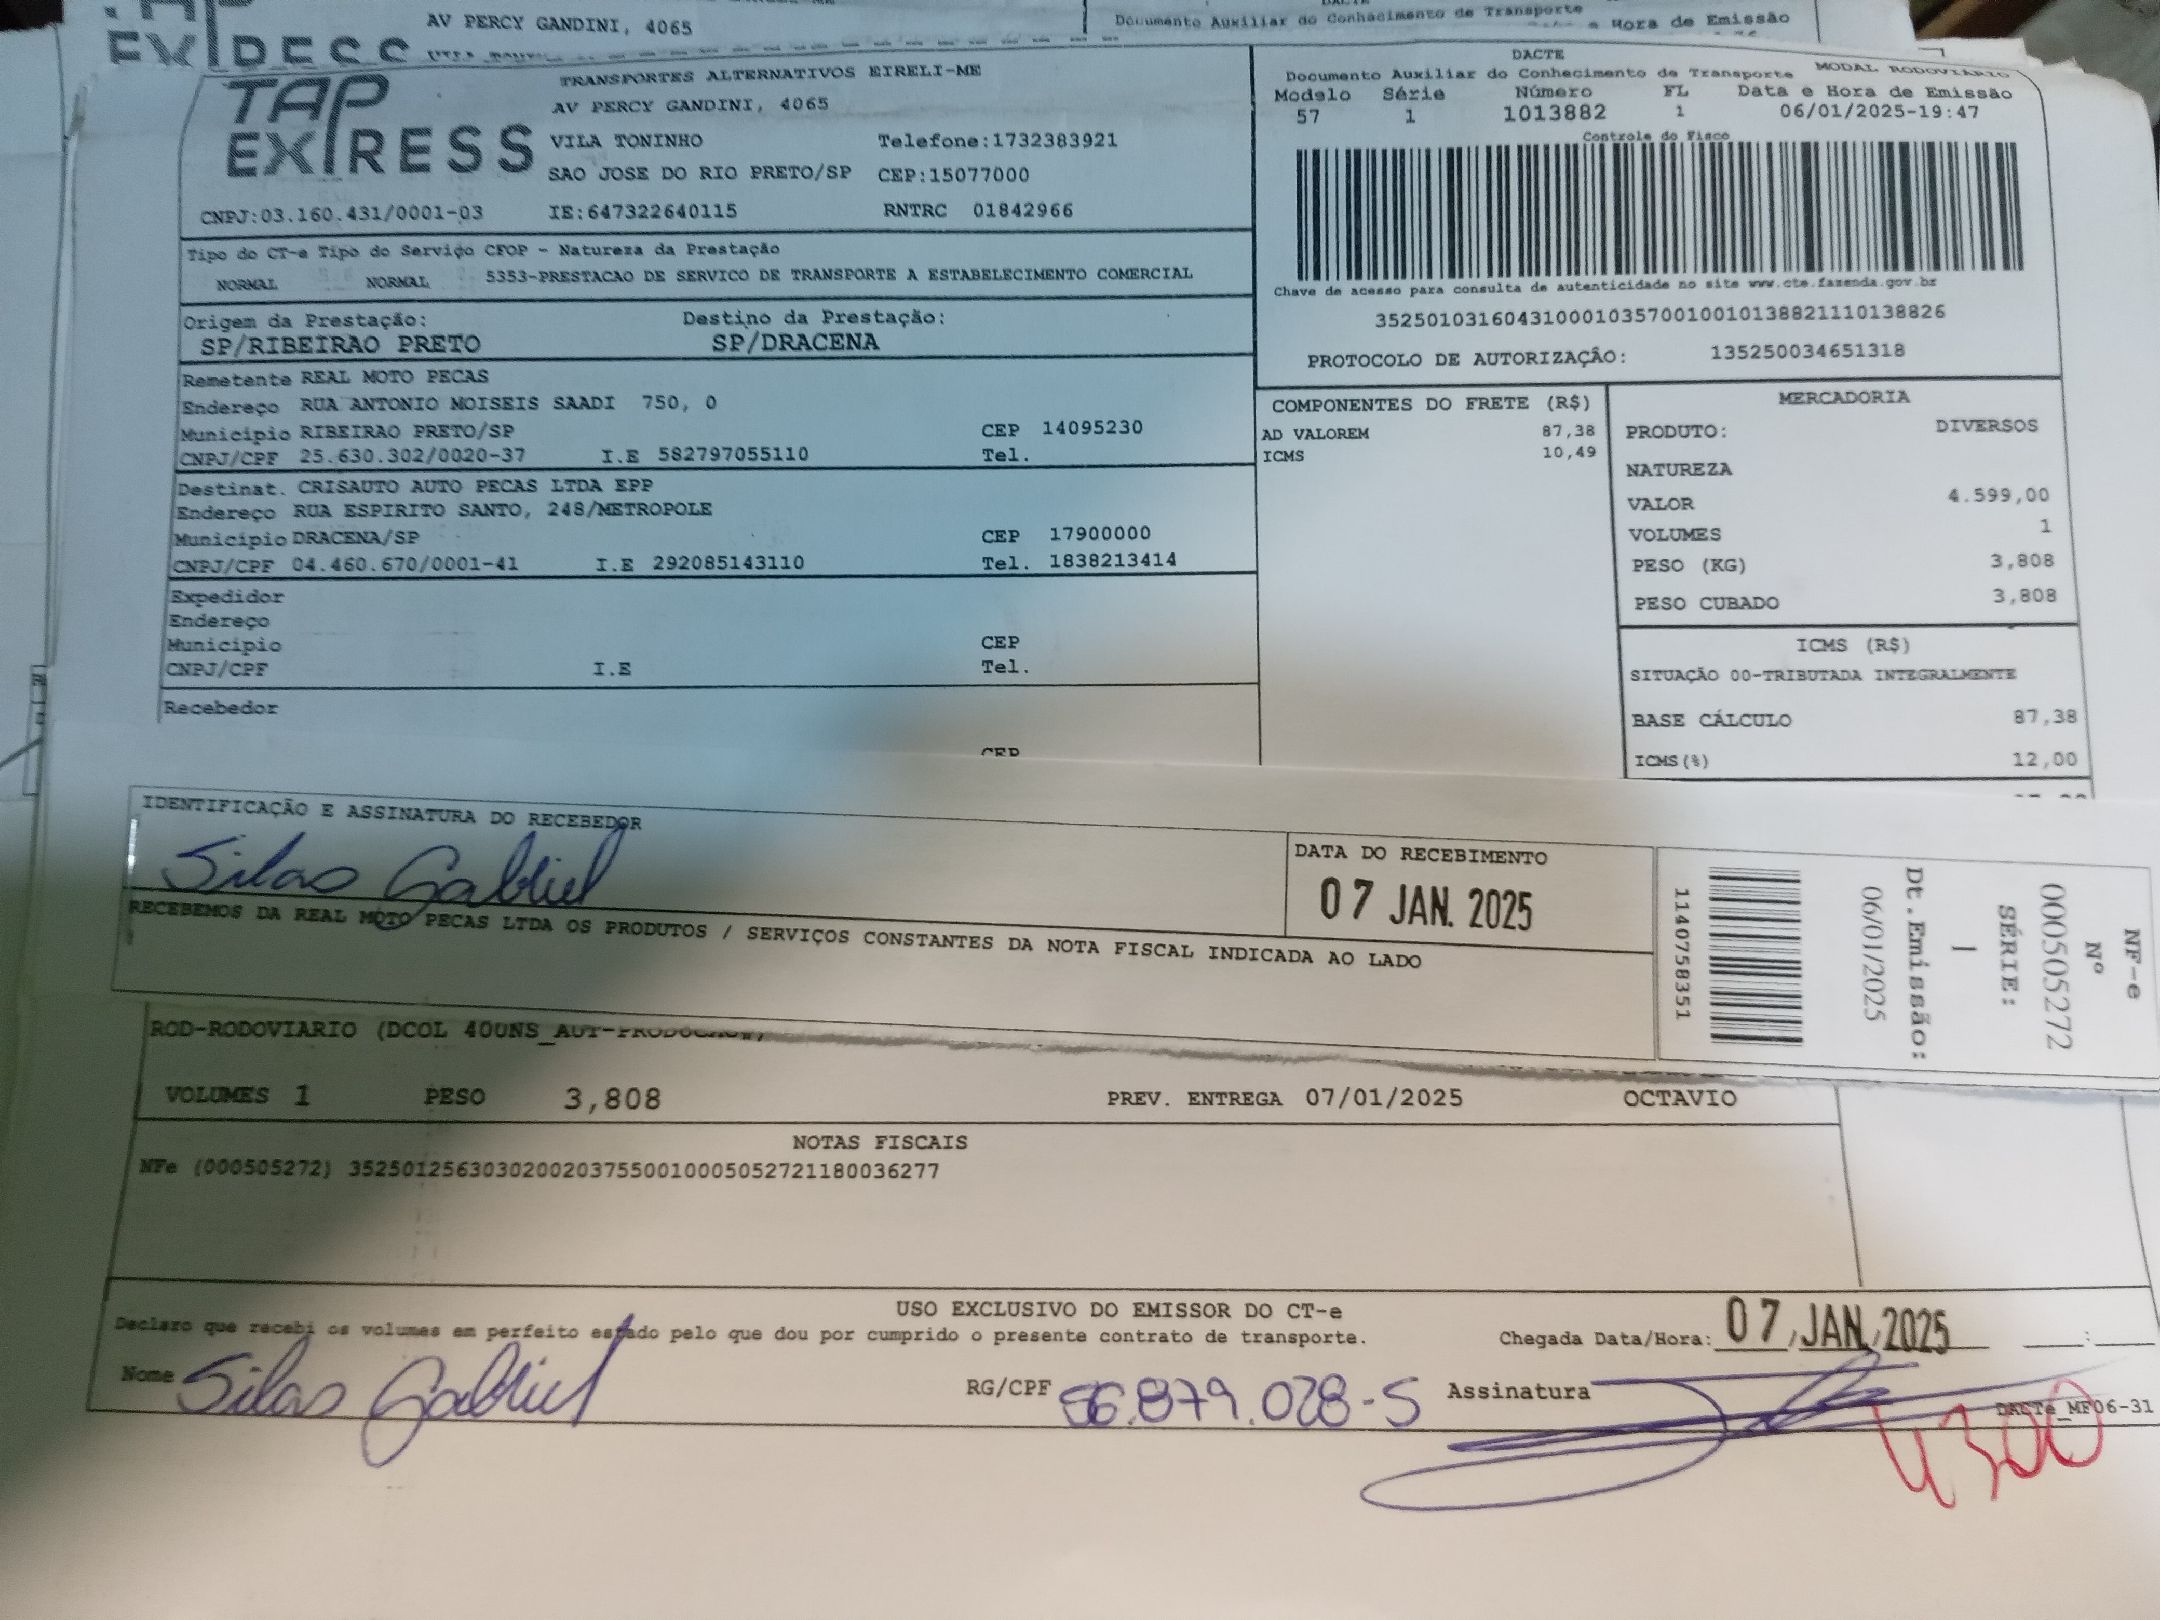 AV PERCY GANDINI, 4065
Documento Auxiliar do Conhecimento de Transporte
e Hora de Emissão
TAP EXPRESS
TRANSPORTES ALTERNATIVOS EIRELI-ME
AV PERCY GANDINI, 4065
VILA TONINHO Telefone:1732383921
SAO JOSE DO RIO PRETO/SP CEP:15077000
CNPJ:03.160.431/0001-03 IE:647322640115 RNTRC 01842966
DACTE
Documento Auxiliar do Conhecimento de Transporte MODAL RODOVIÁRIO
Modelo Série Número FL Data e Hora de Emissão
57 1 1013882 1 06/01/2025-19:47
Controle do Fisco
Chave de acesso para consulta de autenticidade no site www.cte.fazenda.gov.br
35250103160431000103570010010138821110138826
PROTOCOLO DE AUTORIZAÇÃO: 135250034651318
Tipo do CT-e Tipo do Serviço CFOP - Natureza da Prestação
NORMAL NORMAL 5353-PRESTACAO DE SERVICO DE TRANSPORTE A ESTABELECIMENTO COMERCIAL
Origem da Prestação: Destino da Prestação:
SP/RIBEIRAO PRETO SP/DRACENA
Remetente REAL MOTO PECAS
Endereço RUA ANTONIO MOISEIS SAADI 750, 0
Município RIBEIRAO PRETO/SP CEP 14095230
CNPJ/CPF 25.630.302/0020-37 I.E 582797055110 Tel.
Destinat. CRISAUTO AUTO PECAS LTDA EPP
Endereço RUA ESPIRITO SANTO, 248/METROPOLE
Município DRACENA/SP CEP 17900000
CNPJ/CPF 04.460.670/0001-41 I.E 292085143110 Tel. 1838213414
Expedidor
Endereço
Município CEP
CNPJ/CPF I.E Tel.
Recebedor
CEP
COMPONENTES DO FRETE (R$)
AD VALOREM 87,38
ICMS 10,49
MERCADORIA
PRODUTO: DIVERSOS
NATUREZA
VALOR 4.599,00
VOLUMES 1
PESO (KG) 3,808
PESO CUBADO 3,808
ICMS (R$)
SITUAÇÃO 00-TRIBUTADA INTEGRALMENTE
BASE CÁLCULO 87,38
ICMS(%) 12,00
IDENTIFICAÇÃO E ASSINATURA DO RECEBEDOR
Silas Gabriel
DATA DO RECEBIMENTO
07 JAN. 2025
RECEBEMOS DA REAL MOTO PECAS LTDA OS PRODUTOS / SERVIÇOS CONSTANTES DA NOTA FISCAL INDICADA AO LADO
NF-e
Nº
000505272
SÉRIE:
1
Dt.Emissão:
06/01/2025
1140758351
ROD-RODOVIARIO (DCOL 400NS_AUT-PRODUCAOW)
VOLUMES 1 PESO 3,808 PREV. ENTREGA 07/01/2025 OCTAVIO
NOTAS FISCAIS
NFe (000505272) 35250125630302002037550010005052721180036277
USO EXCLUSIVO DO EMISSOR DO CT-e
Declaro que recebi os volumes em perfeito estado pelo que dou por cumprido o presente contrato de transporte.
Chegada Data/Hora: 07 JAN. 2025
Nome Silas Gabriel RG/CPF 56.879.028-5 Assinatura
DACTe_MF06-31
4300